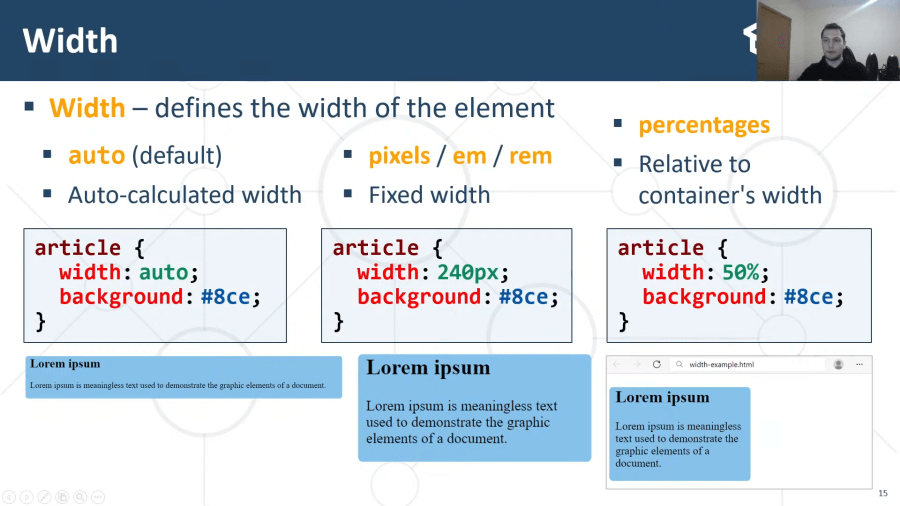 Width
Width – defines the width of the element
auto (default)
Auto-calculated width
pixels / em / rem
Fixed width
percentages
Relative to
container's width
article {
width: auto;
background: #8ce;
}
article {
width: 240px;
background: #8ce;
}
article {
width: 50%;
background: #8ce;
}
Lorem ipsum
Lorem ipsum is meaningless text used to demonstrate the graphic elements of a document.
Lorem ipsum
Lorem ipsum is meaningless text
used to demonstrate the graphic
elements of a document.
width-example.html
Lorem ipsum
Lorem ipsum is meaningless
text used to demonstrate the
graphic elements of a
document.
15